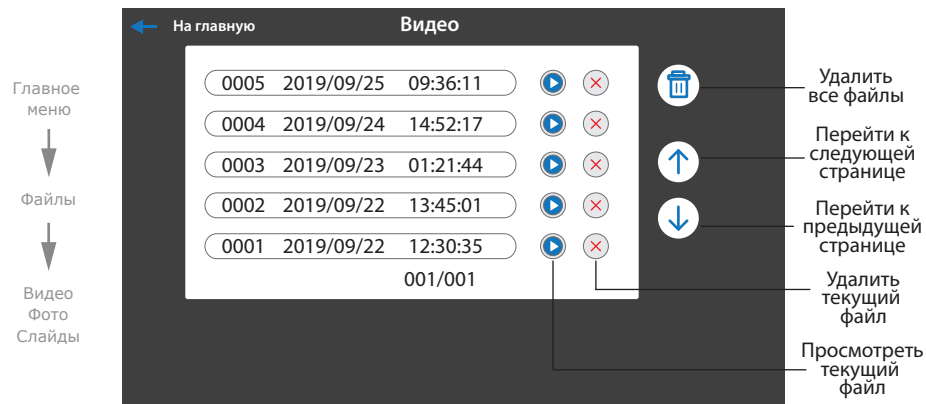 На главную
Видео
Главное
меню
Файлы
Видео
Фото
Слайды
0005 2019/09/25 09:36:11
0004 2019/09/24 14:52:17
0003 2019/09/23 01:21:44
0002 2019/09/22 13:45:01
0001 2019/09/22 12:30:35
001/001
Удалить
все файлы
Перейти к
следующей
странице
Перейти к
предыдущей
странице
Удалить
текущий
файл
Просмотреть
текущий
файл